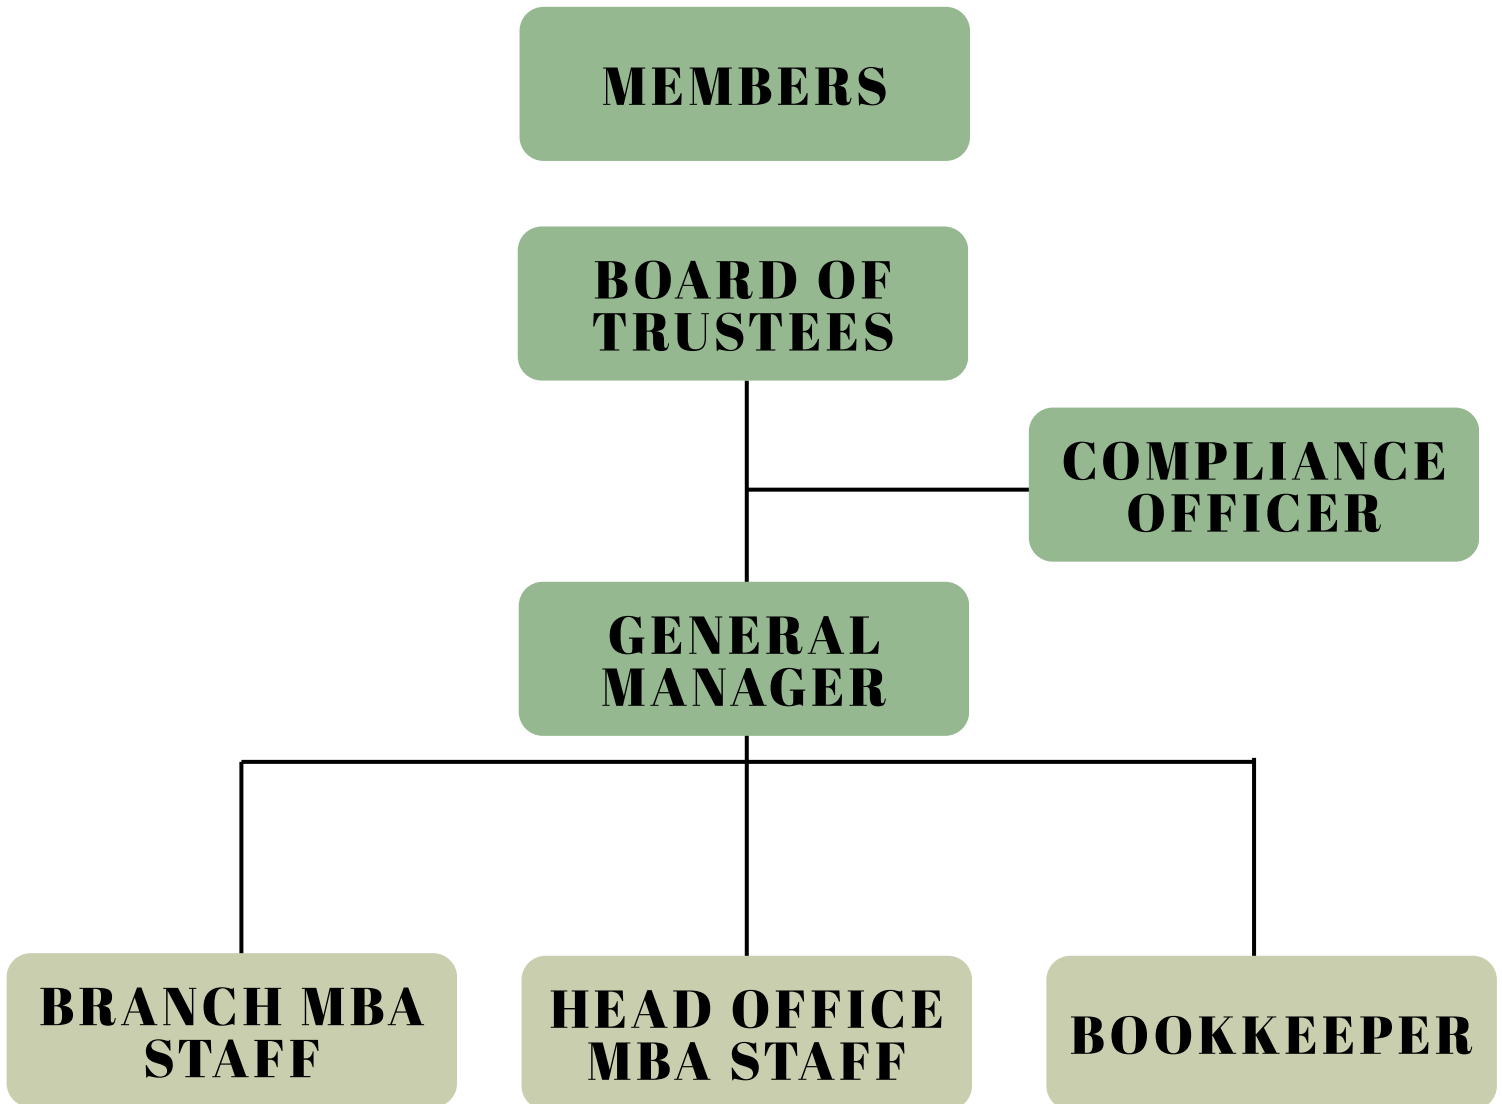 MEMBERS
BOARD OF
TRUSTEES
COMPLIANCE
OFFICER
GENERAL
MANAGER
BRANCH MBA
STAFF
HEAD OFFICE
MBA STAFF
BOOKKEEPER